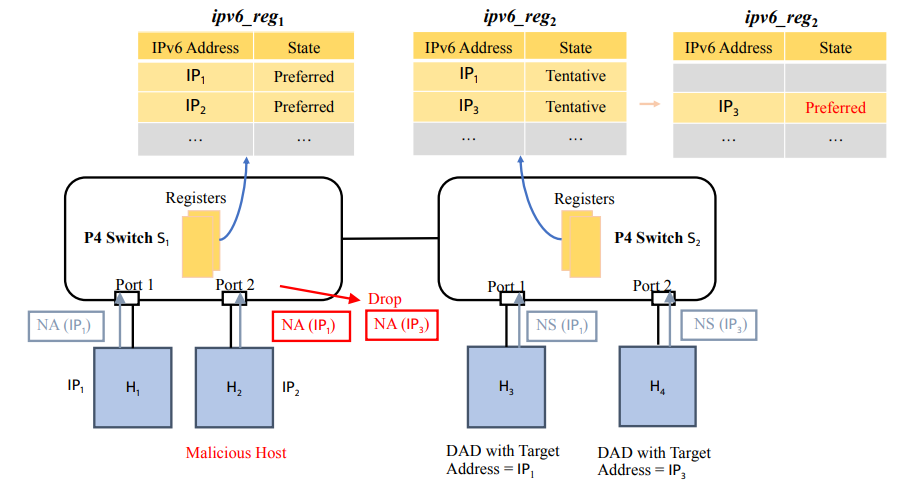 ipv6_reg₁
ipv6_reg₂
ipv6_reg₂
IPv6 Address State
IP₁ Preferred
IP₂ Preferred
... ...
IPv6 Address State
IP₁ Tentative
IP₃ Tentative
... ...
IPv6 Address State
IP₃ Preferred
... ...
Registers
P4 Switch S₁
Port 1 Port 2
Registers
P4 Switch S₂
Port 1 Port 2
Drop
NA (IP₁)
NA (IP₁)
NA (IP₃)
NS (IP₁)
NS (IP₃)
IP₁ H₁
H₂ IP₂
H₃
H₄
Malicious Host
DAD with Target
Address = IP₁
DAD with Target
Address = IP₃